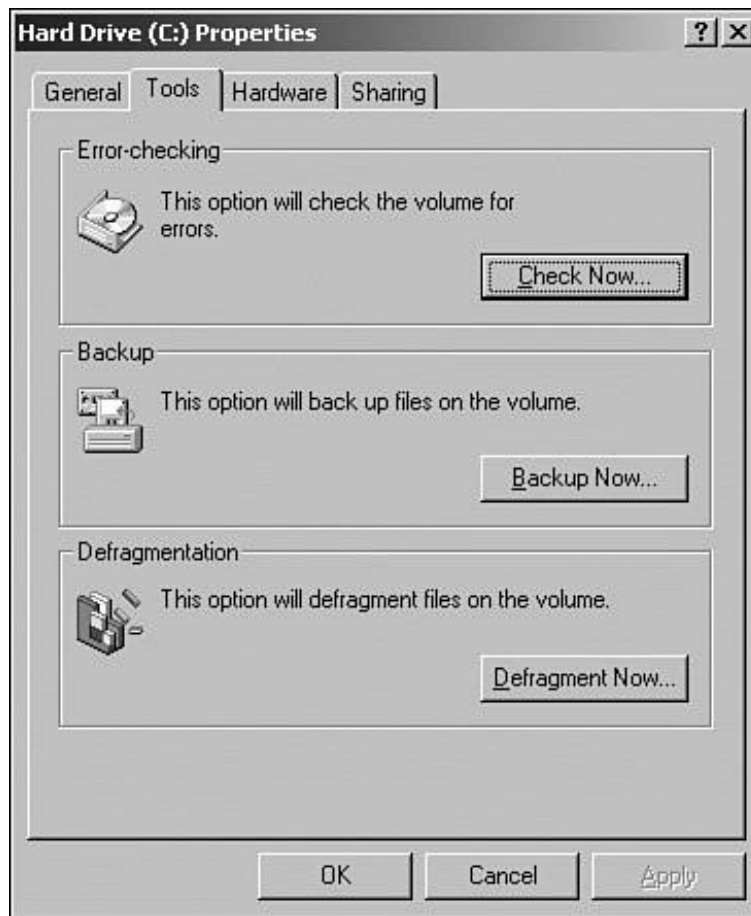 Hard Drive (C:) Properties
General Tools Hardware Sharing
Error-checking
This option will check the volume for
errors.
Check Now...
Backup
This option will back up files on the volume.
Backup Now...
Defragmentation
This option will defragment files on the volume.
Defragment Now...
OK Cancel Apply